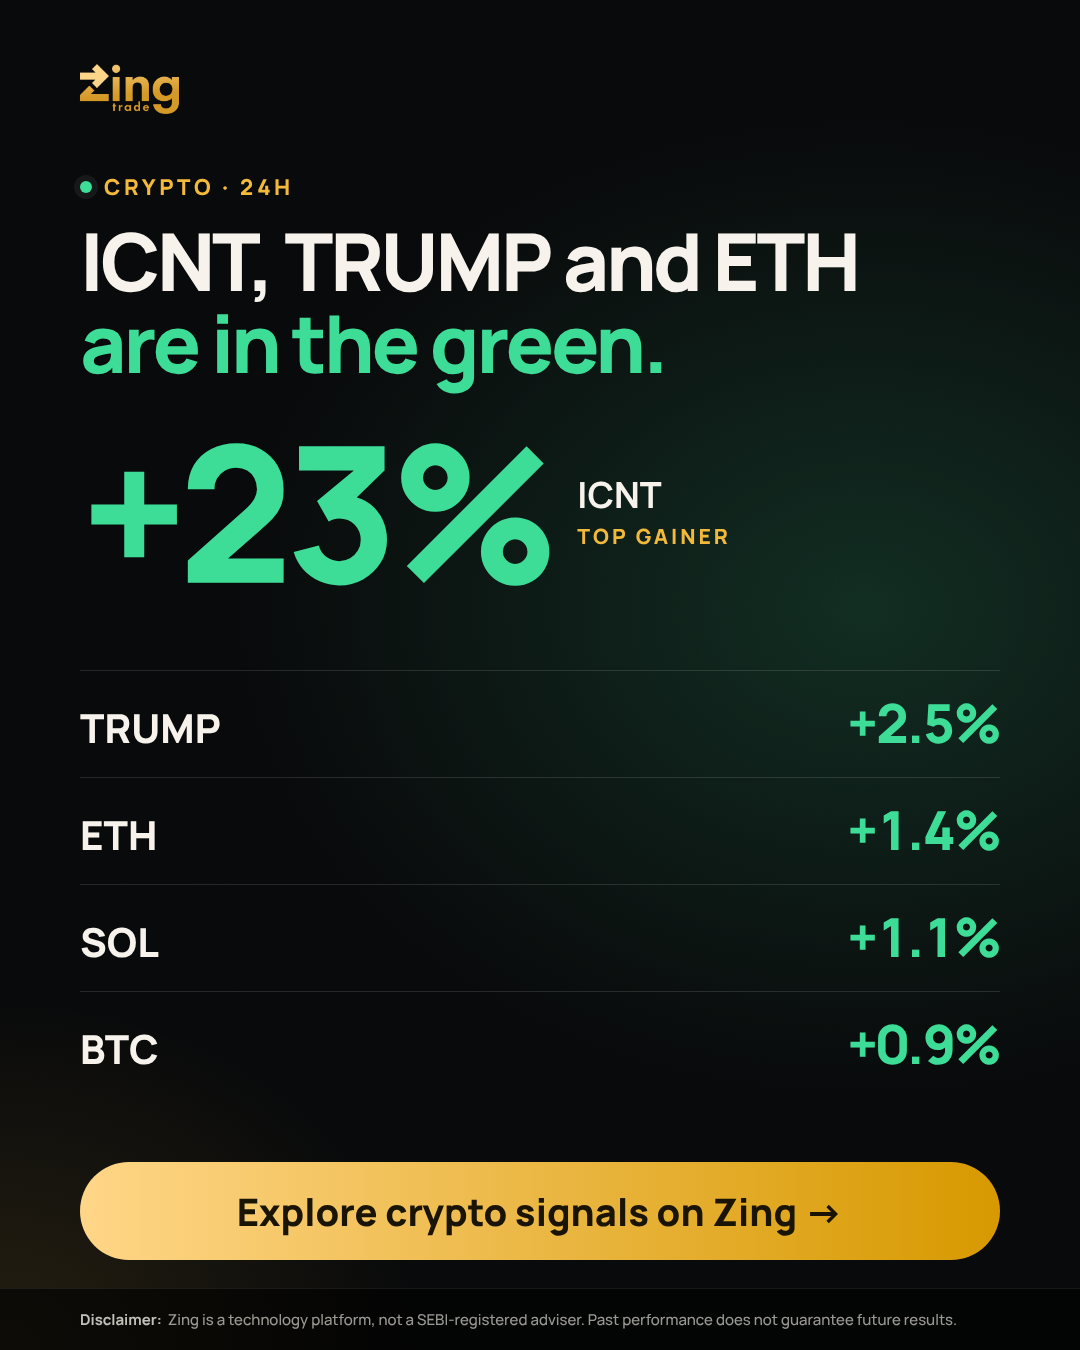 Zing
trade
CRYPTO · 24H
ICNT, TRUMP and ETH
are in the green.
+23%
ICNT
TOP GAINER
TRUMP +2.5%
ETH +1.4%
SOL +1.1%
BTC +0.9%
Explore crypto signals on Zing →
Disclaimer: Zing is a technology platform, not a SEBI-registered adviser. Past performance does not guarantee future results.